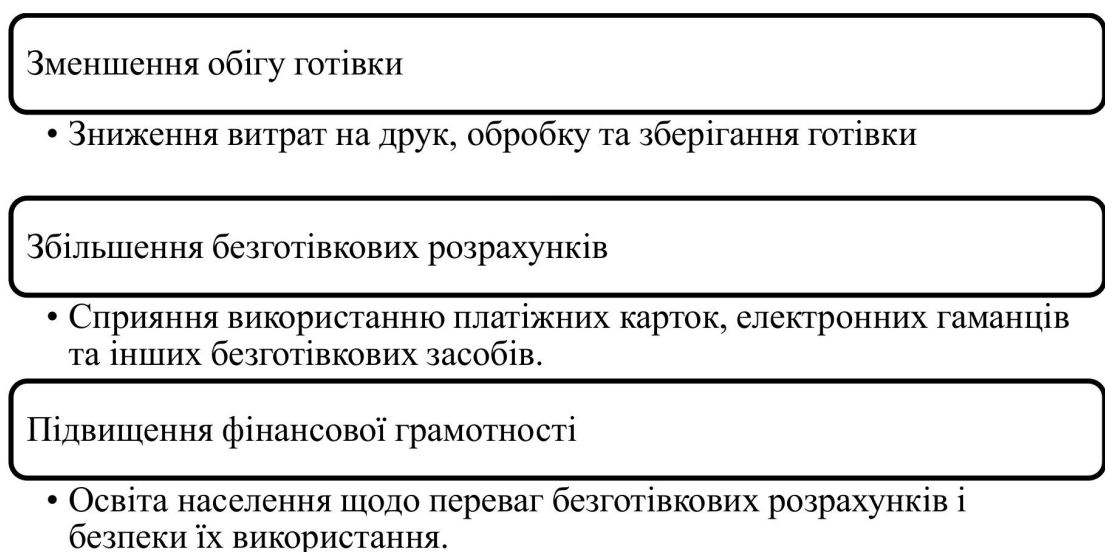 Зменшення обігу готівки
• Зниження витрат на друк, обробку та зберігання готівки
Збільшення безготівкових розрахунків
• Сприяння використанню платіжних карток, електронних гаманців
та інших безготівкових засобів.
Підвищення фінансової грамотності
• Освіта населення щодо переваг безготівкових розрахунків і
безпеки їх використання.